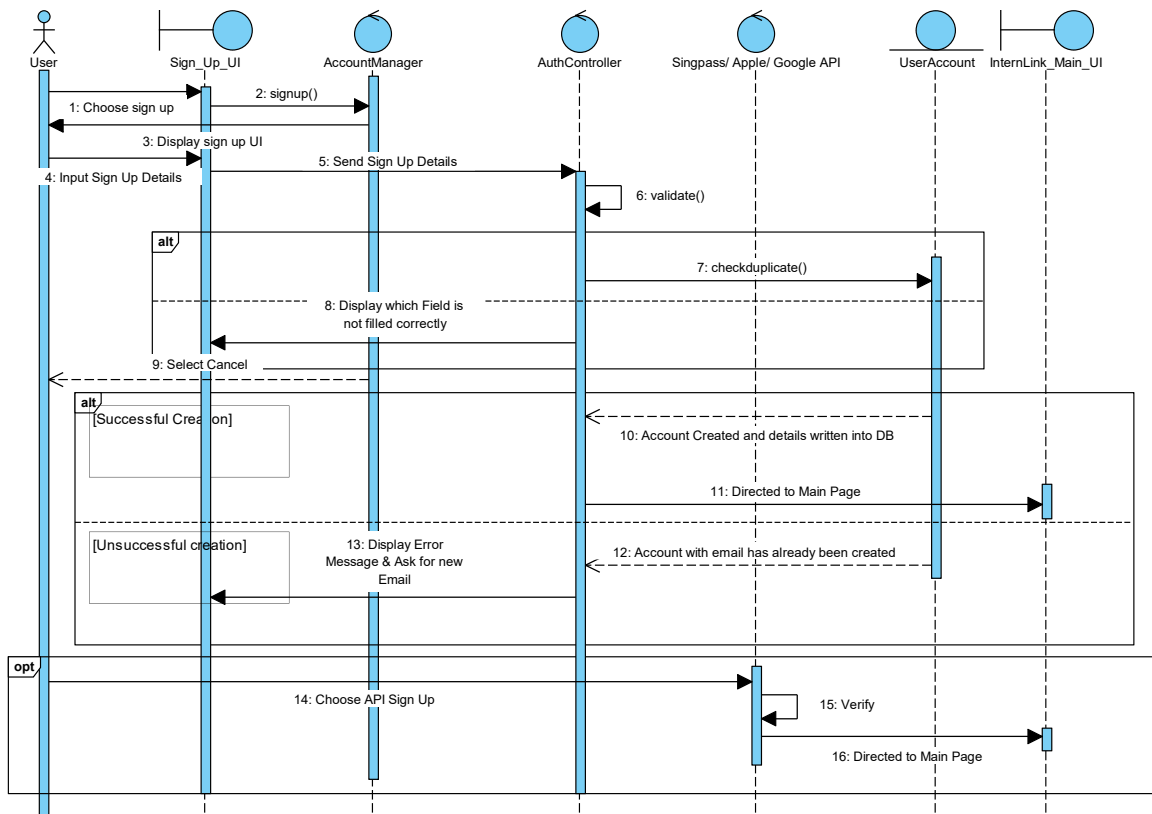 User
Sign_Up_UI
AccountManager
AuthController
Singpass/ Apple/ Google API
UserAccount
InternLink_Main_UI
1: Choose sign up
2: signup()
3: Display sign up UI
4: Input Sign Up Details
5: Send Sign Up Details
6: validate()
alt
7: checkduplicate()
8: Display which Field is
not filled correctly
9: Select Cancel
alt
[Successful Creation]
10: Account Created and details written into DB
11: Directed to Main Page
[Unsuccessful creation]
12: Account with email has already been created
13: Display Error
Message & Ask for new
Email
opt
14: Choose API Sign Up
15: Verify
16: Directed to Main Page